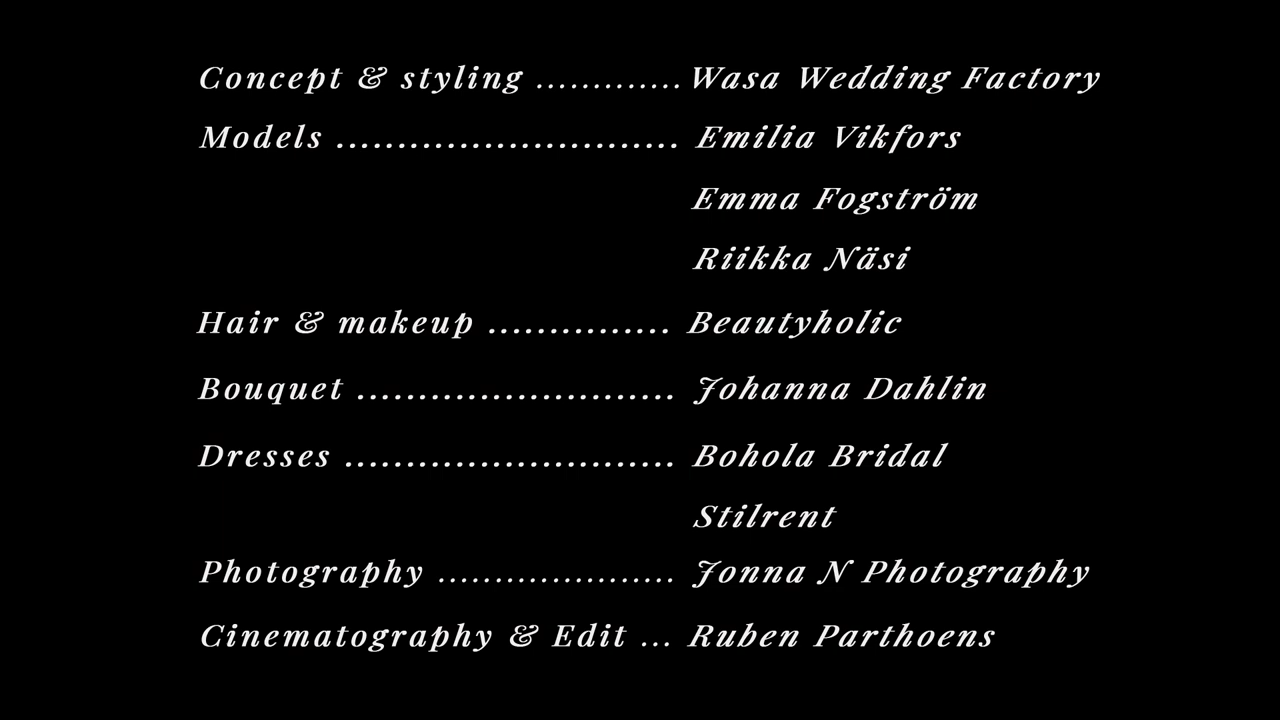 Concept & styling .............Wasa Wedding Factory
Models ............................ Emilia Vikfors
Emma Fogström
Riikka Näsi
Hair & makeup ............... Beautyholic
Bouquet .......................... Johanna Dahlin
Dresses ........................... Bohola Bridal
Stilrent
Photography ..................... Jonna N Photography
Cinematography & Edit ... Ruben Parthoens